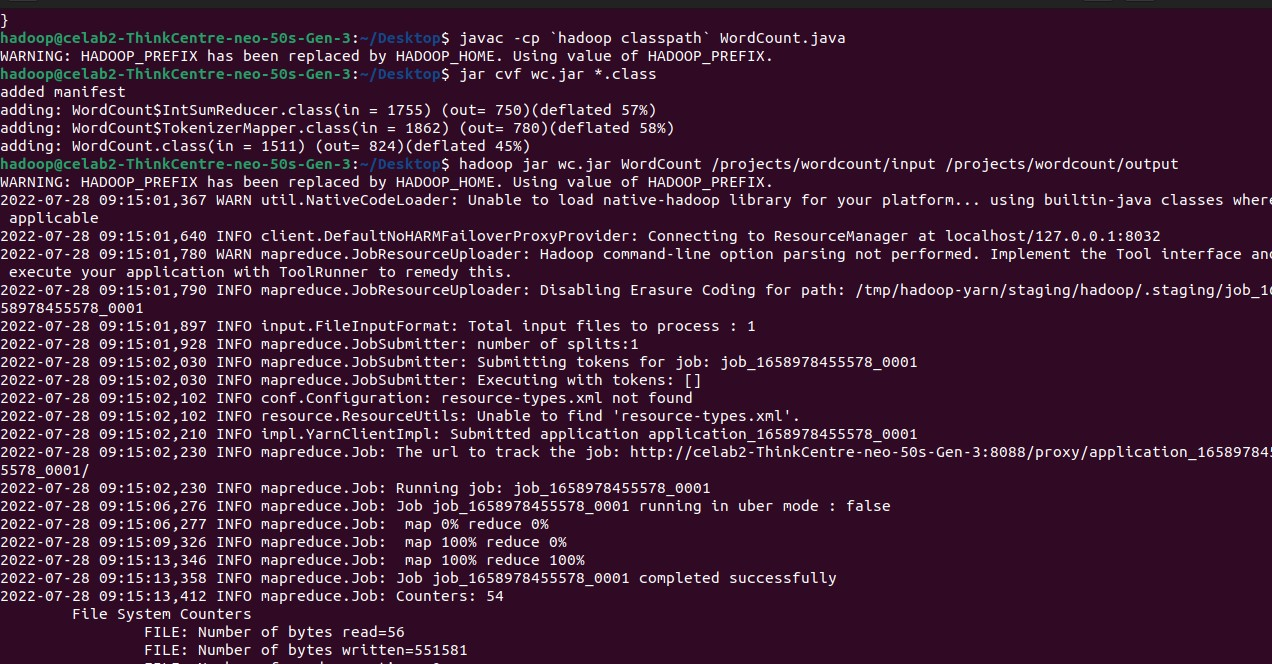 }
hadoop@celab2-ThinkCentre-neo-50s-Gen-3:~/Desktop$ javac -cp `hadoop classpath` WordCount.java
WARNING: HADOOP_PREFIX has been replaced by HADOOP_HOME. Using value of HADOOP_PREFIX.
hadoop@celab2-ThinkCentre-neo-50s-Gen-3:~/Desktop$ jar cvf wc.jar *.class
added manifest
adding: WordCount$IntSumReducer.class(in = 1755) (out= 750)(deflated 57%)
adding: WordCount$TokenizerMapper.class(in = 1862) (out= 780)(deflated 58%)
adding: WordCount.class(in = 1511) (out= 824)(deflated 45%)
hadoop@celab2-ThinkCentre-neo-50s-Gen-3:~/Desktop$ hadoop jar wc.jar WordCount /projects/wordcount/input /projects/wordcount/output
WARNING: HADOOP_PREFIX has been replaced by HADOOP_HOME. Using value of HADOOP_PREFIX.
2022-07-28 09:15:01,367 WARN util.NativeCodeLoader: Unable to load native-hadoop library for your platform... using builtin-java classes where
 applicable
2022-07-28 09:15:01,640 INFO client.DefaultNoHARMFailoverProxyProvider: Connecting to ResourceManager at localhost/127.0.0.1:8032
2022-07-28 09:15:01,780 WARN mapreduce.JobResourceUploader: Hadoop command-line option parsing not performed. Implement the Tool interface and
 execute your application with ToolRunner to remedy this.
2022-07-28 09:15:01,790 INFO mapreduce.JobResourceUploader: Disabling Erasure Coding for path: /tmp/hadoop-yarn/staging/hadoop/.staging/job_16
58978455578_0001
2022-07-28 09:15:01,897 INFO input.FileInputFormat: Total input files to process : 1
2022-07-28 09:15:01,928 INFO mapreduce.JobSubmitter: number of splits:1
2022-07-28 09:15:02,030 INFO mapreduce.JobSubmitter: Submitting tokens for job: job_1658978455578_0001
2022-07-28 09:15:02,030 INFO mapreduce.JobSubmitter: Executing with tokens: []
2022-07-28 09:15:02,102 INFO conf.Configuration: resource-types.xml not found
2022-07-28 09:15:02,102 INFO resource.ResourceUtils: Unable to find 'resource-types.xml'.
2022-07-28 09:15:02,210 INFO impl.YarnClientImpl: Submitted application application_1658978455578_0001
2022-07-28 09:15:02,230 INFO mapreduce.Job: The url to track the job: http://celab2-ThinkCentre-neo-50s-Gen-3:8088/proxy/application_165897845
5578_0001/
2022-07-28 09:15:02,230 INFO mapreduce.Job: Running job: job_1658978455578_0001
2022-07-28 09:15:06,276 INFO mapreduce.Job: Job job_1658978455578_0001 running in uber mode : false
2022-07-28 09:15:06,277 INFO mapreduce.Job:  map 0% reduce 0%
2022-07-28 09:15:09,326 INFO mapreduce.Job:  map 100% reduce 0%
2022-07-28 09:15:13,346 INFO mapreduce.Job:  map 100% reduce 100%
2022-07-28 09:15:13,358 INFO mapreduce.Job: Job job_1658978455578_0001 completed successfully
2022-07-28 09:15:13,412 INFO mapreduce.Job: Counters: 54
        File System Counters
                FILE: Number of bytes read=56
                FILE: Number of bytes written=551581